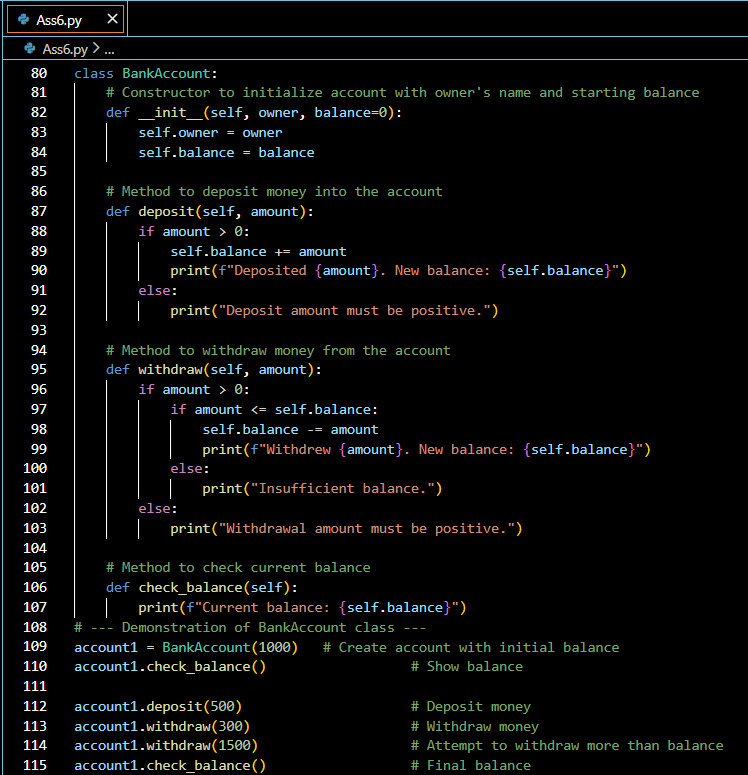 Ass6.py ×
Ass6.py > ...
80 class BankAccount:
81     # Constructor to initialize account with owner's name and starting balance
82     def __init__(self, owner, balance=0):
83         self.owner = owner
84         self.balance = balance
85
86     # Method to deposit money into the account
87     def deposit(self, amount):
88         if amount > 0:
89             self.balance += amount
90             print(f"Deposited {amount}. New balance: {self.balance}")
91         else:
92             print("Deposit amount must be positive.")
93
94     # Method to withdraw money from the account
95     def withdraw(self, amount):
96         if amount > 0:
97             if amount <= self.balance:
98                 self.balance -= amount
99                 print(f"Withdrew {amount}. New balance: {self.balance}")
100             else:
101                 print("Insufficient balance.")
102         else:
103             print("Withdrawal amount must be positive.")
104
105     # Method to check current balance
106     def check_balance(self):
107         print(f"Current balance: {self.balance}")
108 # --- Demonstration of BankAccount class ---
109 account1 = BankAccount(1000)   # Create account with initial balance
110 account1.check_balance()                  # Show balance
111
112 account1.deposit(500)                     # Deposit money
113 account1.withdraw(300)                    # Withdraw money
114 account1.withdraw(1500)                   # Attempt to withdraw more than balance
115 account1.check_balance()                  # Final balance